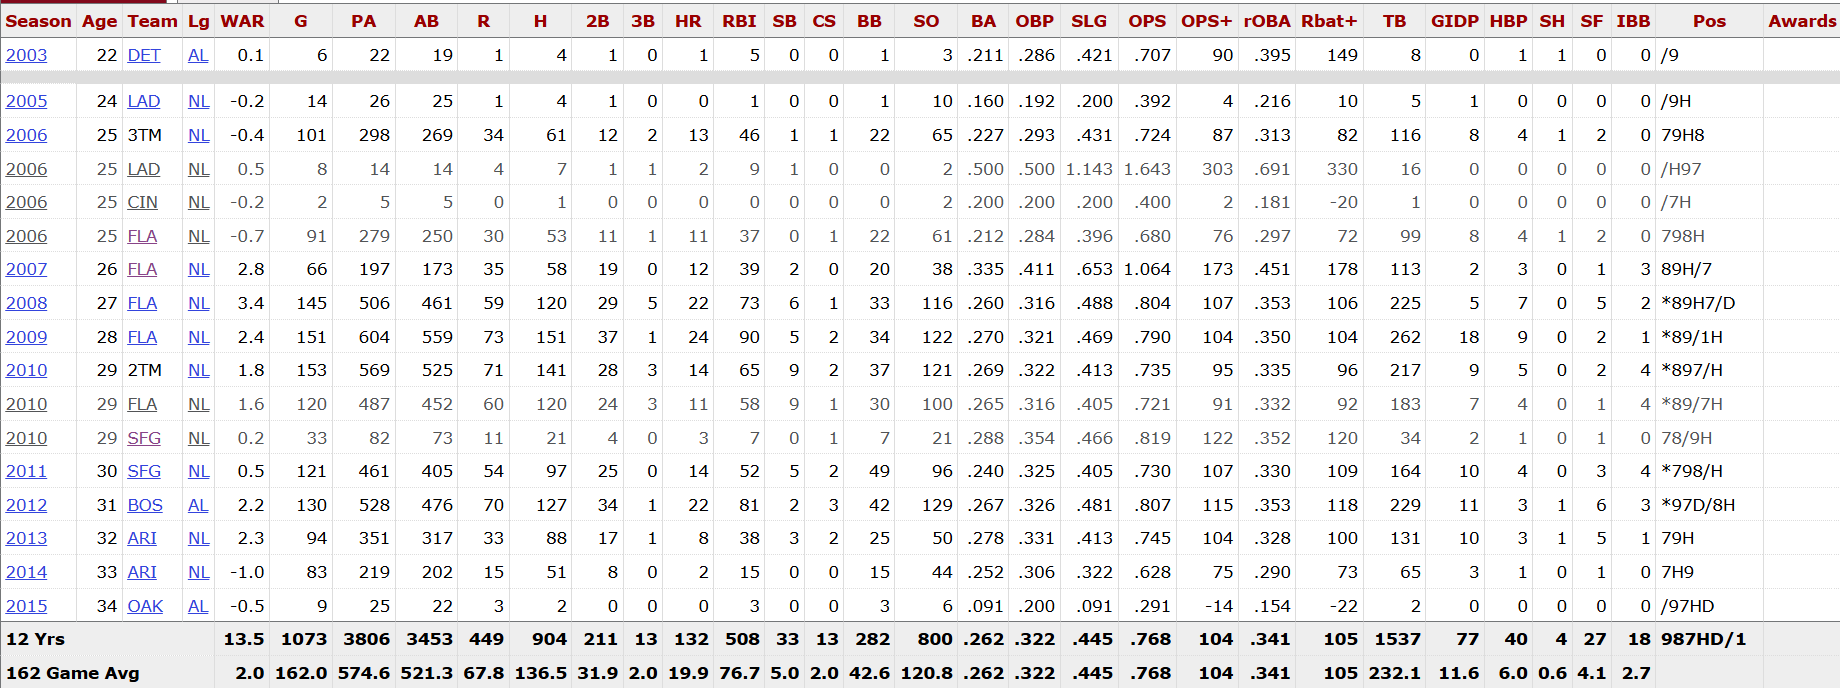 Season Age Team Lg WAR G PA AB R H 2B 3B HR RBI SB CS BB SO BA OBP SLG OPS OPS+ rOBA Rbat+ TB GIDP HBP SH SF IBB Pos Awards
2003 22 DET AL 0.1 6 22 19 1 4 1 0 1 5 0 0 1 3 .211 .286 .421 .707 90 .395 149 8 0 1 1 0 0 /9
2005 24 LAD NL -0.2 14 26 25 1 4 1 0 0 1 0 0 1 10 .160 .192 .200 .392 4 .216 10 5 1 0 0 0 0 /9H
2006 25 3TM NL -0.4 101 298 269 34 61 12 2 13 46 1 1 22 65 .227 .293 .431 .724 87 .313 82 116 8 4 1 2 0 79H8
2006 25 LAD NL 0.5 8 14 14 4 7 1 1 2 9 1 0 0 2 .500 .500 1.143 1.643 303 .691 330 16 0 0 0 0 0 /H97
2006 25 CIN NL -0.2 2 5 5 0 1 0 0 0 0 0 0 0 2 .200 .200 .200 .400 2 .181 -20 1 0 0 0 0 0 /7H
2006 25 FLA NL -0.7 91 279 250 30 53 11 1 11 37 0 1 22 61 .212 .284 .396 .680 76 .297 72 99 8 4 1 2 0 798H
2007 26 FLA NL 2.8 66 197 173 35 58 19 0 12 39 2 0 20 38 .335 .411 .653 1.064 173 .451 178 113 2 3 0 1 3 89H/7
2008 27 FLA NL 3.4 145 506 461 59 120 29 5 22 73 6 1 33 116 .260 .316 .488 .804 107 .353 106 225 5 7 0 5 2 *89H7/D
2009 28 FLA NL 2.4 151 604 559 73 151 37 1 24 90 5 2 34 122 .270 .321 .469 .790 104 .350 104 262 18 9 0 2 1 *89/1H
2010 29 2TM NL 1.8 153 569 525 71 141 28 3 14 65 9 2 37 121 .269 .322 .413 .735 95 .335 96 217 9 5 0 2 4 *897/H
2010 29 FLA NL 1.6 120 487 452 60 120 24 3 11 58 9 1 30 100 .265 .316 .405 .721 91 .332 92 183 7 4 0 1 4 *89/7H
2010 29 SFG NL 0.2 33 82 73 11 21 4 0 3 7 0 1 7 21 .288 .354 .466 .819 122 .352 120 34 2 1 0 1 0 78/9H
2011 30 SFG NL 0.5 121 461 405 54 97 25 0 14 52 5 2 49 96 .240 .325 .405 .730 107 .330 109 164 10 4 0 3 4 *798/H
2012 31 BOS AL 2.2 130 528 476 70 127 34 1 22 81 2 3 42 129 .267 .326 .481 .807 115 .353 118 229 11 3 1 6 3 *97D/8H
2013 32 ARI NL 2.3 94 351 317 33 88 17 1 8 38 3 2 25 50 .278 .331 .413 .745 104 .328 100 131 10 3 1 5 1 79H
2014 33 ARI NL -1.0 83 219 202 15 51 8 0 2 15 0 0 15 44 .252 .306 .322 .628 75 .290 73 65 3 1 0 1 0 7H9
2015 34 OAK AL -0.5 9 25 22 3 2 0 0 0 3 0 0 3 6 .091 .200 .091 .291 -14 .154 -22 2 0 0 0 0 0 /97HD
12 Yrs 13.5 1073 3806 3453 449 904 211 13 132 508 33 13 282 800 .262 .322 .445 .768 104 .341 105 1537 77 40 4 27 18 987HD/1
162 Game Avg 2.0 162.0 574.6 521.3 67.8 136.5 31.9 2.0 19.9 76.7 5.0 2.0 42.6 120.8 .262 .322 .445 .768 104 .341 105 232.1 11.6 6.0 0.6 4.1 2.7